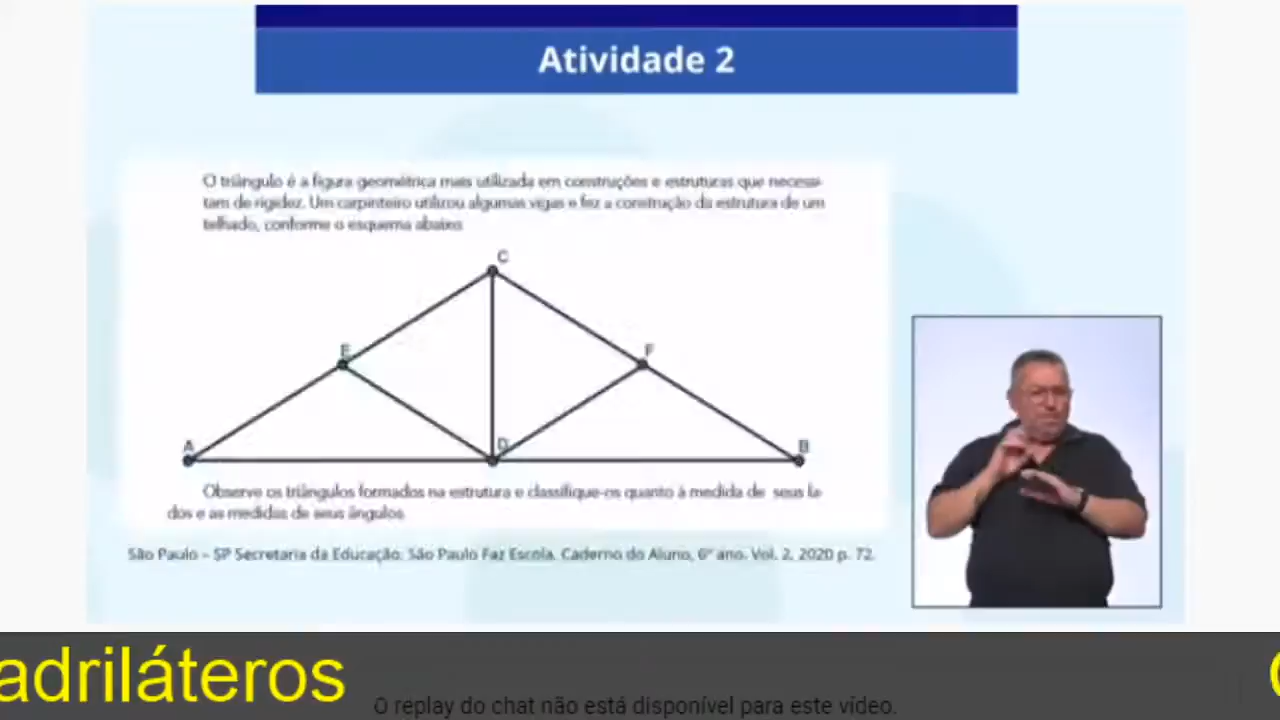 Atividade 2
O triângulo é a figura geométrica mais utilizada em construções e estruturas que necessi-
tam de rigidez. Um carpinteiro utilizou algumas vigas e fez a construção da estrutura de um
telhado, conforme o esquema abaixo
C
E
F
A
D
B
Observe os triângulos formados na estrutura e classifique-os quanto à medida de seus la
dos e as medidas de seus ângulos
São Paulo – SP Secretaria da Educação. São Paulo Faz Escola. Caderno do Aluno, 6º ano. Vol. 2, 2020 p. 72.
adriláteros
O replay do chat não está disponível para este vídeo.